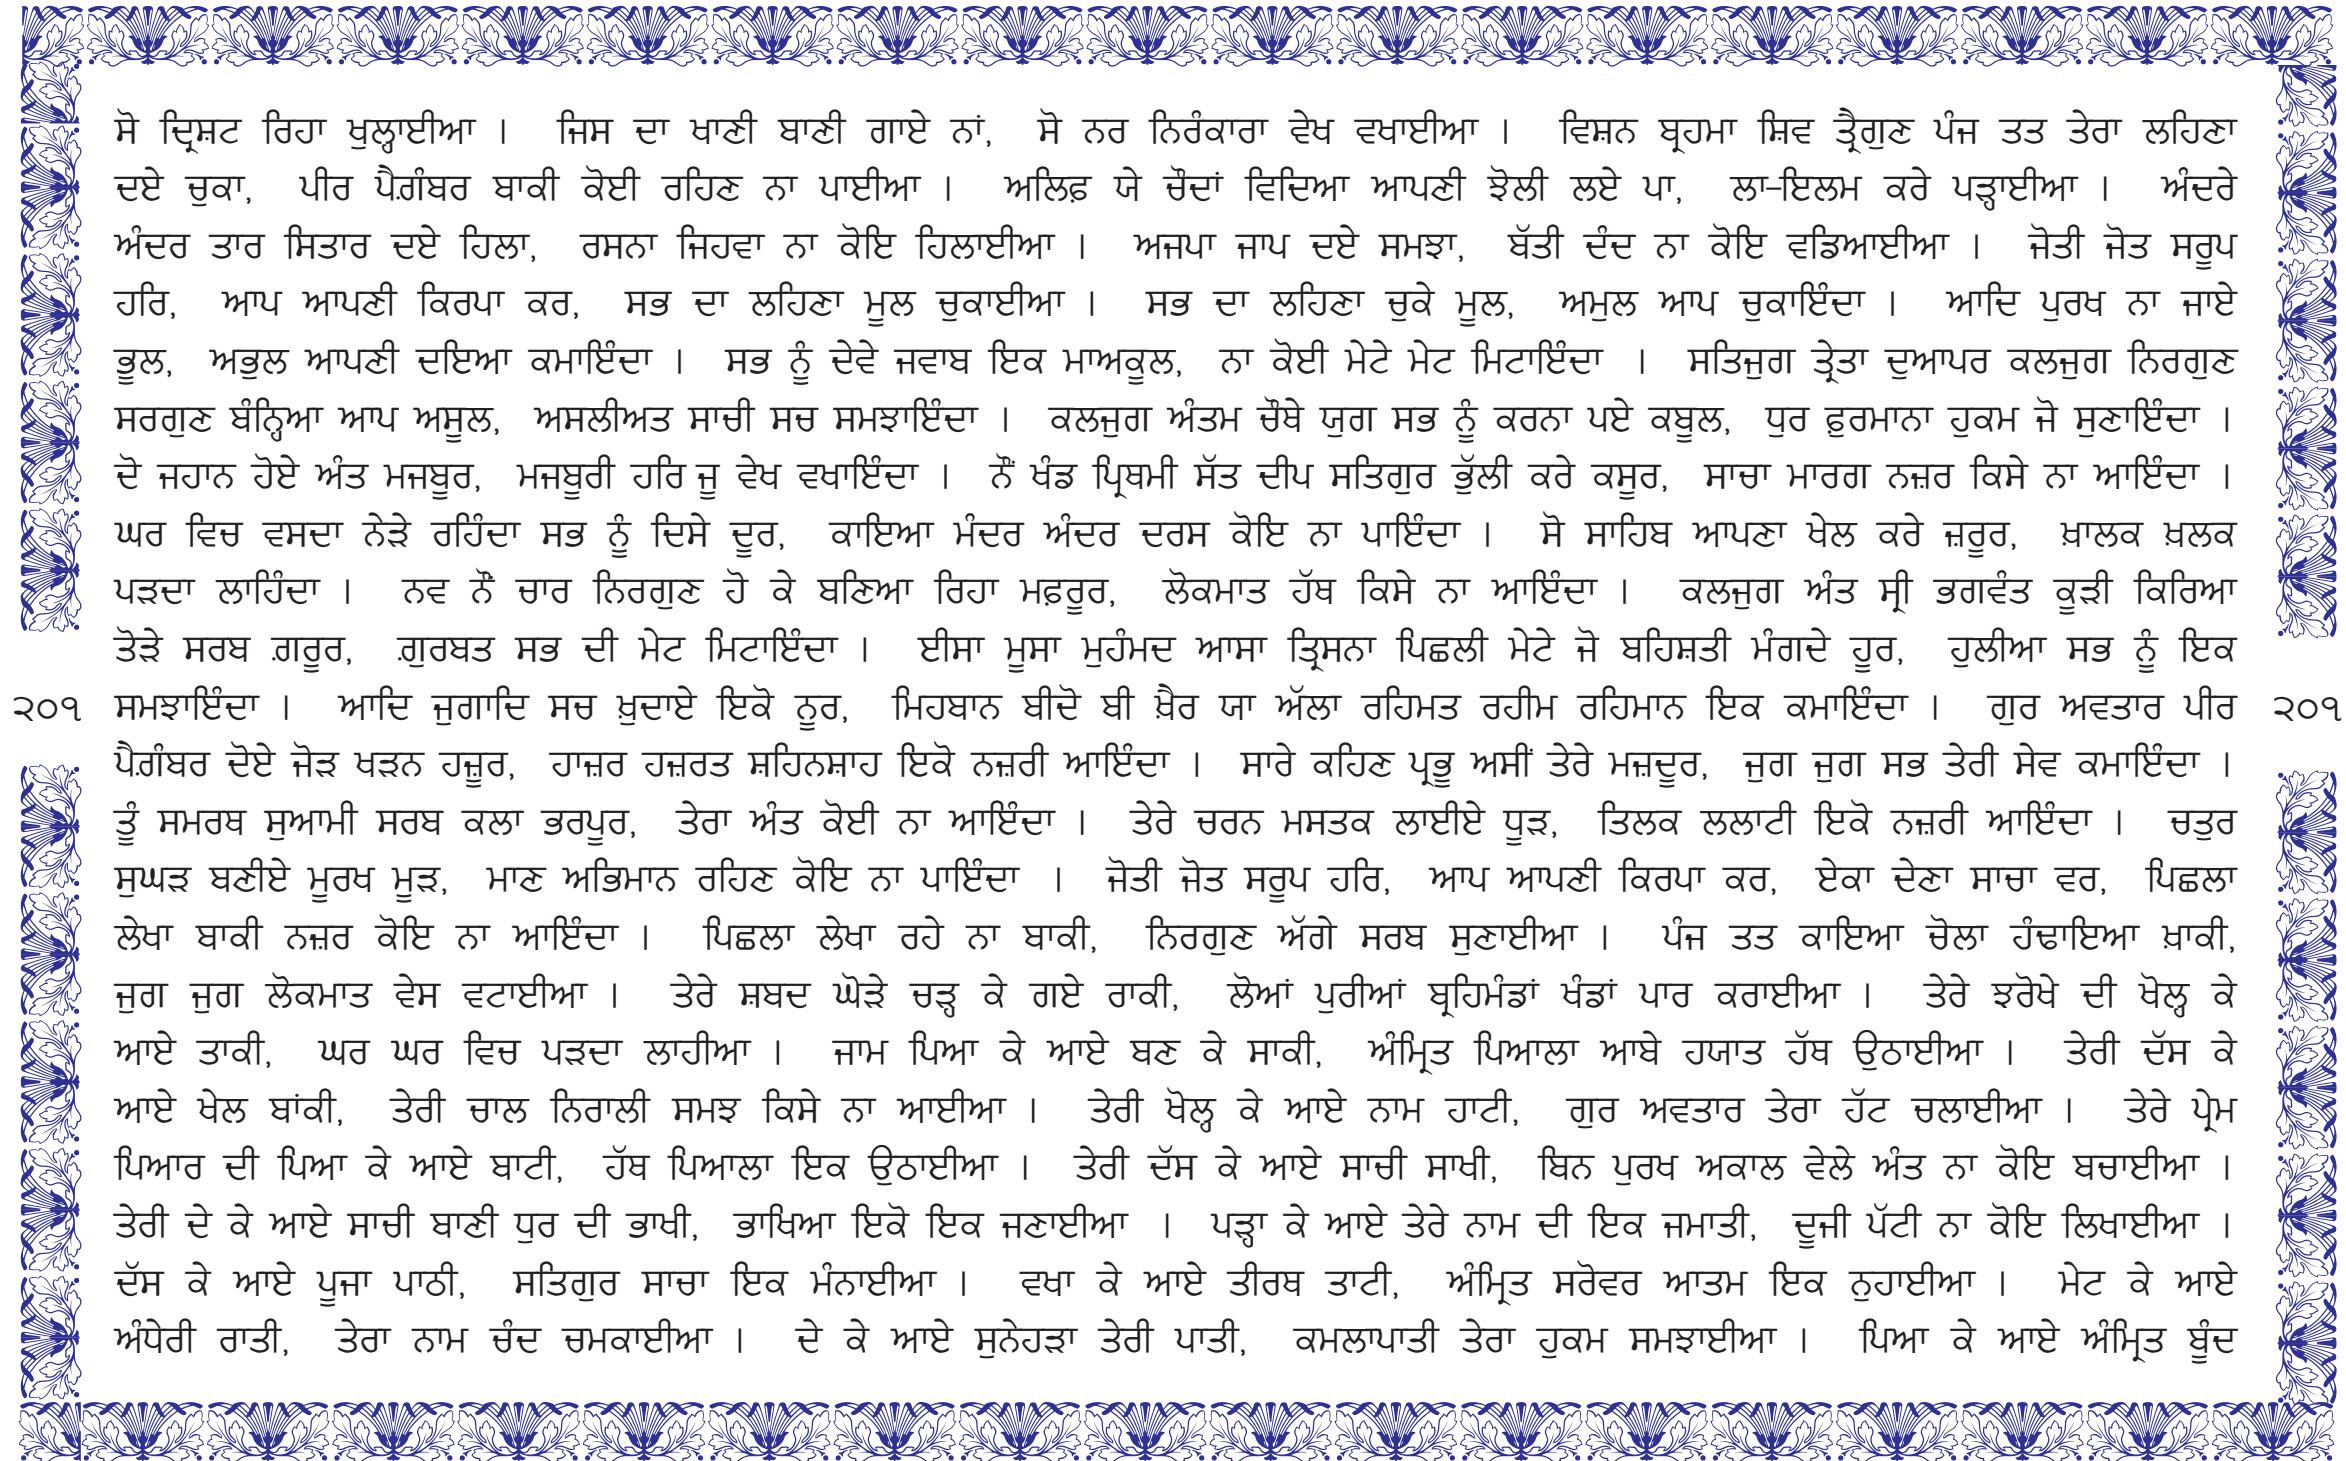 ਸੋ ਦ੍ਰਿਸ਼ਟ ਰਿਹਾ ਖੁਲ੍ਹਾਈਆ । ਜਿਸ ਦਾ ਖਾਣੀ ਬਾਣੀ ਗਾਏ ਨਾਂ, ਸੋ ਨਰ ਨਿਰੰਕਾਰਾ ਵੇਖ ਵਖਾਈਆ । ਵਿਸ਼ਨ ਬ੍ਰਹਮਾ ਸ਼ਿਵ ਤ੍ਰੈਗੁਣ ਪੰਜ ਤਤ ਤੇਰਾ ਲਹਿਣਾ
ਦਏ ਚੁਕਾ, ਪੀਰ ਪੈਗ਼ੰਬਰ ਬਾਕੀ ਕੋਈ ਰਹਿਣ ਨਾ ਪਾਈਆ । ਅਲਿਫ਼ ਯੇ ਚੌਦਾਂ ਵਿਦਿਆ ਆਪਣੀ ਝੋਲੀ ਲਏ ਪਾ, ਲਾ-ਇਲਮ ਕਰੇ ਪੜ੍ਹਾਈਆ । ਅੰਦਰੇ
ਅੰਦਰ ਤਾਰ ਸਿਤਾਰ ਦਏ ਹਿਲਾ, ਰਸਨਾ ਜਿਹਵਾ ਨਾ ਕੋਇ ਹਿਲਾਈਆ । ਅਜਪਾ ਜਾਪ ਦਏ ਸਮਝਾ, ਬੱਤੀ ਦੰਦ ਨਾ ਕੋਇ ਵਡਿਆਈਆ । ਜੋਤੀ ਜੋਤ ਸਰੂਪ
ਹਰਿ, ਆਪ ਆਪਣੀ ਕਿਰਪਾ ਕਰ, ਸਭ ਦਾ ਲਹਿਣਾ ਮੂਲ ਚੁਕਾਈਆ । ਸਭ ਦਾ ਲਹਿਣਾ ਚੁਕੇ ਮੂਲ, ਅਮੁਲ ਆਪ ਚੁਕਾਇੰਦਾ । ਆਦਿ ਪੁਰਖ ਨਾ ਜਾਏ
ਭੂਲ, ਅਭੁਲ ਆਪਣੀ ਦਇਆ ਕਮਾਇੰਦਾ । ਸਭ ਨੂੰ ਦੇਵੇ ਜਵਾਬ ਇਕ ਮਾਅਕੂਲ, ਨਾ ਕੋਈ ਮੇਟੇ ਮੇਟ ਮਿਟਾਇੰਦਾ । ਸਤਿਜੁਗ ਤ੍ਰੇਤਾ ਦੁਆਪਰ ਕਲਜੁਗ ਨਿਰਗੁਣ
ਸਰਗੁਣ ਬੰਨ੍ਹਿਆ ਆਪ ਅਸੂਲ, ਅਸਲੀਅਤ ਸਾਚੀ ਸਚ ਸਮਝਾਇੰਦਾ । ਕਲਜੁਗ ਅੰਤਮ ਚੌਥੇ ਯੁਗ ਸਭ ਨੂੰ ਕਰਨਾ ਪਏ ਕਬੂਲ, ਧੁਰ ਫ਼ੁਰਮਾਨਾ ਹੁਕਮ ਜੋ ਸੁਣਾਇੰਦਾ ।
ਦੋ ਜਹਾਨ ਹੋਏ ਅੰਤ ਮਜਬੂਰ, ਮਜਬੂਰੀ ਹਰਿ ਜੂ ਵੇਖ ਵਖਾਇੰਦਾ । ਨੌਂ ਖੰਡ ਪ੍ਰਿਥਮੀ ਸੱਤ ਦੀਪ ਸਤਿਗੁਰ ਭੁੱਲੀ ਕਰੇ ਕਸੂਰ, ਸਾਚਾ ਮਾਰਗ ਨਜ਼ਰ ਕਿਸੇ ਨਾ ਆਇੰਦਾ ।
ਘਰ ਵਿਚ ਵਸਦਾ ਨੇੜੇ ਰਹਿੰਦਾ ਸਭ ਨੂੰ ਦਿਸੇ ਦੂਰ, ਕਾਇਆ ਮੰਦਰ ਅੰਦਰ ਦਰਸ ਕੋਇ ਨਾ ਪਾਇੰਦਾ । ਸੋ ਸਾਹਿਬ ਆਪਣਾ ਖੇਲ ਕਰੇ ਜ਼ਰੂਰ, ਖ਼ਾਲਕ ਖ਼ਲਕ
ਪੜਦਾ ਲਾਹਿੰਦਾ । ਨਵ ਨੌਂ ਚਾਰ ਨਿਰਗੁਣ ਹੋ ਕੇ ਬਣਿਆ ਰਿਹਾ ਮਫ਼ਰੂਰ, ਲੋਕਮਾਤ ਹੱਥ ਕਿਸੇ ਨਾ ਆਇੰਦਾ । ਕਲਜੁਗ ਅੰਤ ਸ੍ਰੀ ਭਗਵੰਤ ਕੂੜੀ ਕਿਰਿਆ
ਤੋੜੇ ਸਰਬ ਗ਼ਰੂਰ, ਗ਼ੁਰਬਤ ਸਭ ਦੀ ਮੇਟ ਮਿਟਾਇੰਦਾ । ਈਸਾ ਮੂਸਾ ਮੁਹੰਮਦ ਆਸਾ ਤ੍ਰਿਸਨਾ ਪਿਛਲੀ ਮੇਟੇ ਜੋ ਬਹਿਸ਼ਤੀ ਮੰਗਦੇ ਹੂਰ, ਹੁਲੀਆ ਸਭ ਨੂੰ ਇਕ
੨੦੧ ਸਮਝਾਇੰਦਾ । ਆਦਿ ਜੁਗਾਦਿ ਸਚ ਖ਼ੁਦਾਏ ਇਕੋ ਨੂਰ, ਮਿਹਬਾਨ ਬੀਦੋ ਬੀ ਖ਼ੈਰ ਯਾ ਅੱਲਾ ਰਹਿਮਤ ਰਹੀਮ ਰਹਿਮਾਨ ਇਕ ਕਮਾਇੰਦਾ । ਗੁਰ ਅਵਤਾਰ ਪੀਰ ੨੦੧
ਪੈਗ਼ੰਬਰ ਦੋਏ ਜੋੜ ਖੜਨ ਹਜ਼ੂਰ, ਹਾਜ਼ਰ ਹਜ਼ਰਤ ਸ਼ਹਿਨਸ਼ਾਹ ਇਕੋ ਨਜ਼ਰੀ ਆਇੰਦਾ । ਸਾਰੇ ਕਹਿਣ ਪ੍ਰਭੂ ਅਸੀਂ ਤੇਰੇ ਮਜ਼ਦੂਰ, ਜੁਗ ਜੁਗ ਸਭ ਤੇਰੀ ਸੇਵ ਕਮਾਇੰਦਾ ।
ਤੂੰ ਸਮਰਥ ਸੁਆਮੀ ਸਰਬ ਕਲਾ ਭਰਪੂਰ, ਤੇਰਾ ਅੰਤ ਕੋਈ ਨਾ ਆਇੰਦਾ । ਤੇਰੇ ਚਰਨ ਮਸਤਕ ਲਾਈਏ ਧੂੜ, ਤਿਲਕ ਲਲਾਟੀ ਇਕੋ ਨਜ਼ਰੀ ਆਇੰਦਾ । ਚਤੁਰ
ਸੁਘੜ ਬਣੀਏ ਮੂਰਖ ਮੂੜ, ਮਾਣ ਅਭਿਮਾਨ ਰਹਿਣ ਕੋਇ ਨਾ ਪਾਇੰਦਾ । ਜੋਤੀ ਜੋਤ ਸਰੂਪ ਹਰਿ, ਆਪ ਆਪਣੀ ਕਿਰਪਾ ਕਰ, ਏਕਾ ਦੇਣਾ ਸਾਚਾ ਵਰ, ਪਿਛਲਾ
ਲੇਖਾ ਬਾਕੀ ਨਜ਼ਰ ਕੋਇ ਨਾ ਆਇੰਦਾ । ਪਿਛਲਾ ਲੇਖਾ ਰਹੇ ਨਾ ਬਾਕੀ, ਨਿਰਗੁਣ ਅੱਗੇ ਸਰਬ ਸੁਣਾਈਆ । ਪੰਜ ਤਤ ਕਾਇਆ ਚੋਲਾ ਹੰਢਾਇਆ ਖ਼ਾਕੀ,
ਜੁਗ ਜੁਗ ਲੋਕਮਾਤ ਵੇਸ ਵਟਾਈਆ । ਤੇਰੇ ਸ਼ਬਦ ਘੋੜੇ ਚੜ੍ਹ ਕੇ ਗਏ ਰਾਕੀ, ਲੋਆਂ ਪੁਰੀਆਂ ਬ੍ਰਹਿਮੰਡਾਂ ਖੰਡਾਂ ਪਾਰ ਕਰਾਈਆ । ਤੇਰੇ ਝਰੋਖੇ ਦੀ ਖੋਲ੍ਹ ਕੇ
ਆਏ ਤਾਕੀ, ਘਰ ਘਰ ਵਿਚ ਪੜਦਾ ਲਾਹੀਆ । ਜਾਮ ਪਿਆ ਕੇ ਆਏ ਬਣ ਕੇ ਸਾਕੀ, ਅੰਮ੍ਰਿਤ ਪਿਆਲਾ ਆਬੇ ਹਯਾਤ ਹੱਥ ਉਠਾਈਆ । ਤੇਰੀ ਦੱਸ ਕੇ
ਆਏ ਖੇਲ ਬਾਂਕੀ, ਤੇਰੀ ਚਾਲ ਨਿਰਾਲੀ ਸਮਝ ਕਿਸੇ ਨਾ ਆਈਆ । ਤੇਰੀ ਖੋਲ੍ਹ ਕੇ ਆਏ ਨਾਮ ਹਾਟੀ, ਗੁਰ ਅਵਤਾਰ ਤੇਰਾ ਹੱਟ ਚਲਾਈਆ । ਤੇਰੇ ਪ੍ਰੇਮ
ਪਿਆਰ ਦੀ ਪਿਆ ਕੇ ਆਏ ਬਾਟੀ, ਹੱਥ ਪਿਆਲਾ ਇਕ ਉਠਾਈਆ । ਤੇਰੀ ਦੱਸ ਕੇ ਆਏ ਸਾਚੀ ਸਾਖੀ, ਬਿਨ ਪੁਰਖ ਅਕਾਲ ਵੇਲੇ ਅੰਤ ਨਾ ਕੋਇ ਬਚਾਈਆ ।
ਤੇਰੀ ਦੇ ਕੇ ਆਏ ਸਾਚੀ ਬਾਣੀ ਧੁਰ ਦੀ ਭਾਖੀ, ਭਾਖਿਆ ਇਕੋ ਇਕ ਜਣਾਈਆ । ਪੜ੍ਹਾ ਕੇ ਆਏ ਤੇਰੇ ਨਾਮ ਦੀ ਇਕ ਜਮਾਤੀ, ਦੂਜੀ ਪੱਟੀ ਨਾ ਕੋਇ ਲਿਖਾਈਆ ।
ਦੱਸ ਕੇ ਆਏ ਪੂਜਾ ਪਾਠੀ, ਸਤਿਗੁਰ ਸਾਚਾ ਇਕ ਮੰਨਾਈਆ । ਵਖਾ ਕੇ ਆਏ ਤੀਰਥ ਤਾਟੀ, ਅੰਮ੍ਰਿਤ ਸਰੋਵਰ ਆਤਮ ਇਕ ਨੁਹਾਈਆ । ਮੇਟ ਕੇ ਆਏ
ਅੰਧੇਰੀ ਰਾਤੀ, ਤੇਰਾ ਨਾਮ ਚੰਦ ਚਮਕਾਈਆ । ਦੇ ਕੇ ਆਏ ਸੁਨੇਹੜਾ ਤੇਰੀ ਪਾਤੀ, ਕਮਲਾਪਾਤੀ ਤੇਰਾ ਹੁਕਮ ਸਮਝਾਈਆ । ਪਿਆ ਕੇ ਆਏ ਅੰਮ੍ਰਿਤ ਬੂੰਦ